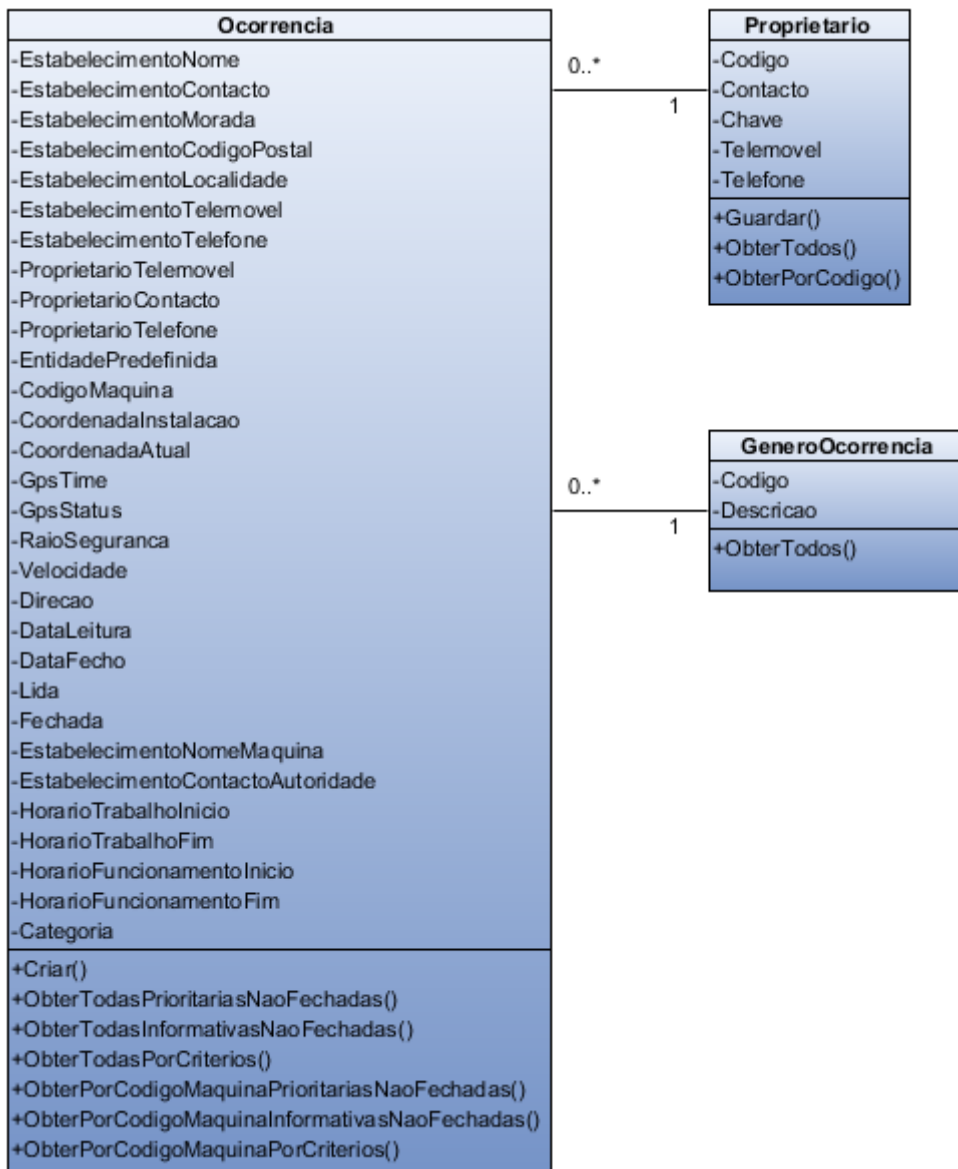 Ocorrencia
-EstabelecimentoNome
-EstabelecimentoContacto
-EstabelecimentoMorada
-EstabelecimentoCodigoPostal
-EstabelecimentoLocalidade
-EstabelecimentoTelemovel
-EstabelecimentoTelefone
-ProprietarioTelemovel
-ProprietarioContacto
-ProprietarioTelefone
-EntidadePredefinida
-CodigoMaquina
-CoordenadaInstalacao
-CoordenadaAtual
-GpsTime
-GpsStatus
-RaioSeguranca
-Velocidade
-Direcao
-DataLeitura
-DataFecho
-Lida
-Fechada
-EstabelecimentoNomeMaquina
-EstabelecimentoContactoAutoridade
-HorarioTrabalhoInicio
-HorarioTrabalhoFim
-HorarioFuncionamentoInicio
-HorarioFuncionamentoFim
-Categoria
+Criar()
+ObterTodasPrioritariasNaoFechadas()
+ObterTodasInformativasNaoFechadas()
+ObterTodasPorCriterios()
+ObterPorCodigoMaquinaPrioritariasNaoFechadas()
+ObterPorCodigoMaquinaInformativasNaoFechadas()
+ObterPorCodigoMaquinaPorCriterios()
0..*
1
Proprietario
-Codigo
-Contacto
-Chave
-Telemovel
-Telefone
+Guardar()
+ObterTodos()
+ObterPorCodigo()
0..*
1
GeneroOcorrencia
-Codigo
-Descricao
+ObterTodos()